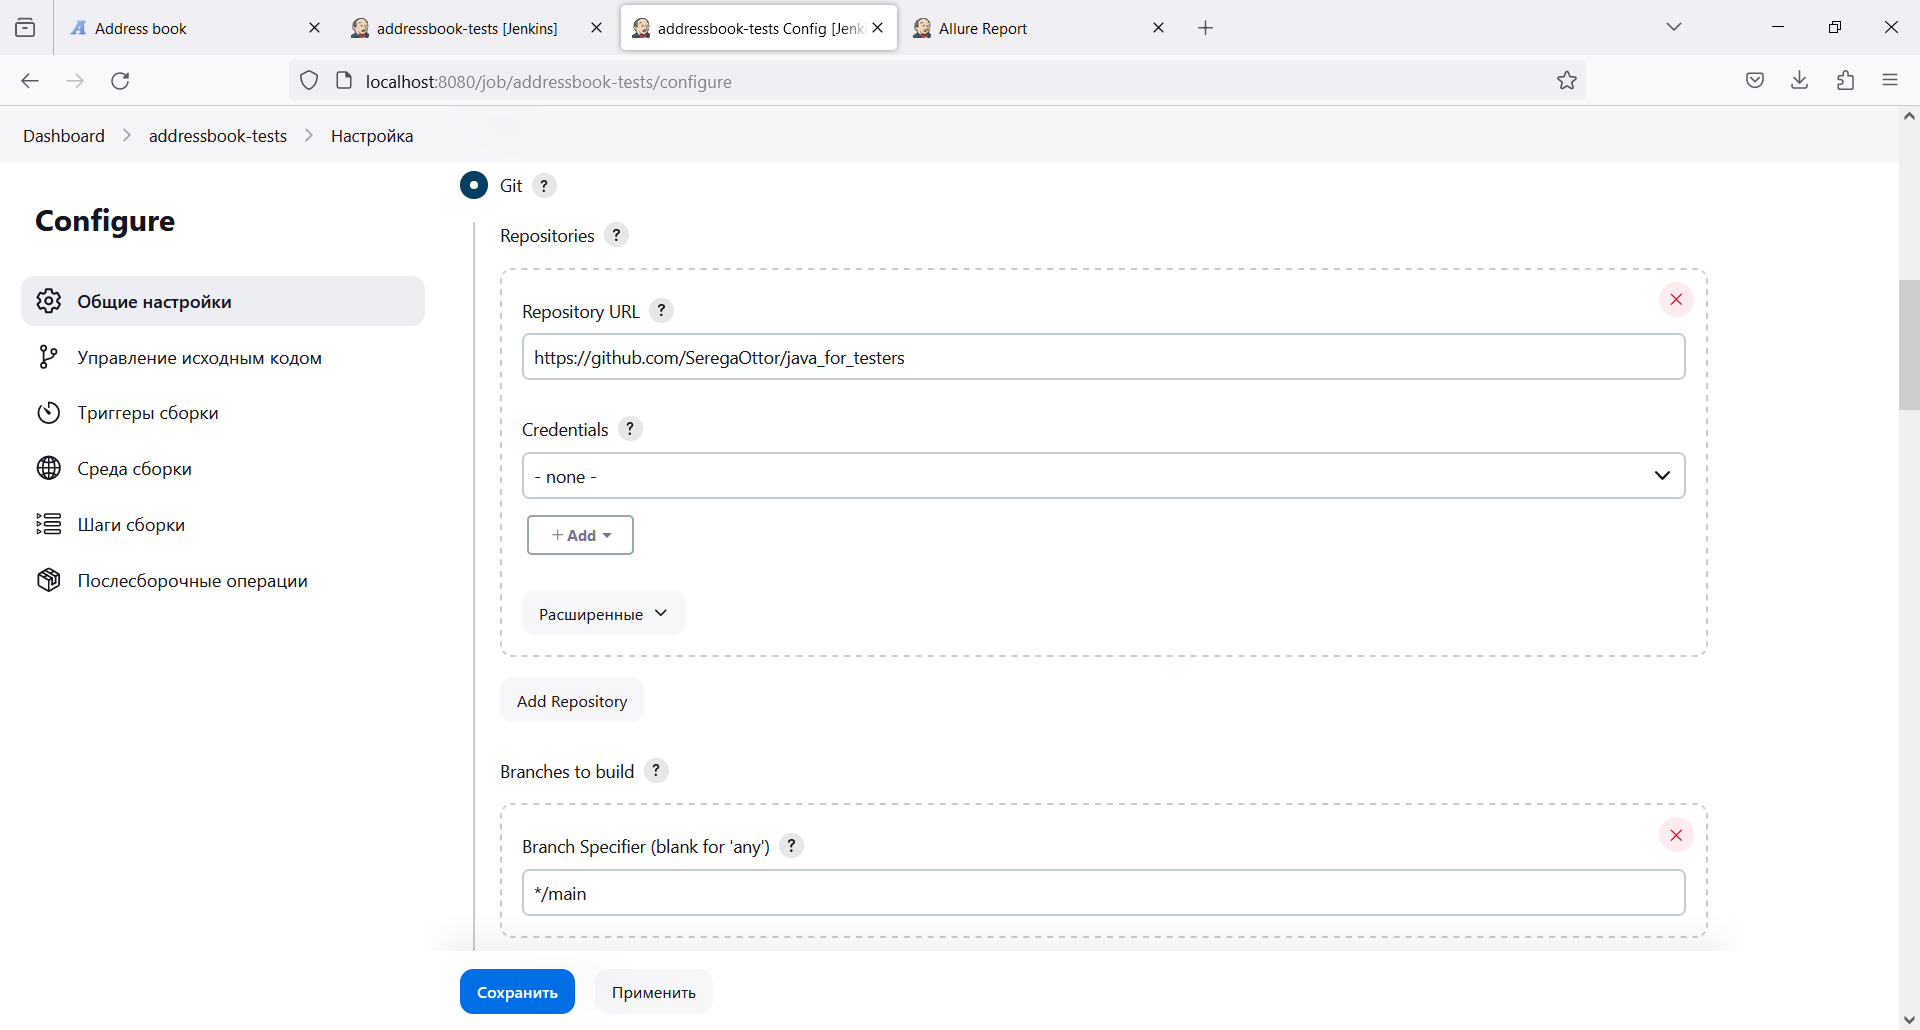 Address book
addressbook-tests [Jenkins]
addressbook-tests Config [Jenki
Allure Report
localhost:8080/job/addressbook-tests/configure
Dashboard
addressbook-tests
Настройка
Configure
Общие настройки
Управление исходным кодом
Триггеры сборки
Среда сборки
Шаги сборки
Послесборочные операции
Git ?
Repositories ?
Repository URL ?
https://github.com/SeregaOttor/java_for_testers
Credentials ?
- none -
+ Add
Расширенные
Add Repository
Branches to build ?
Branch Specifier (blank for 'any') ?
*/main
Сохранить
Применить